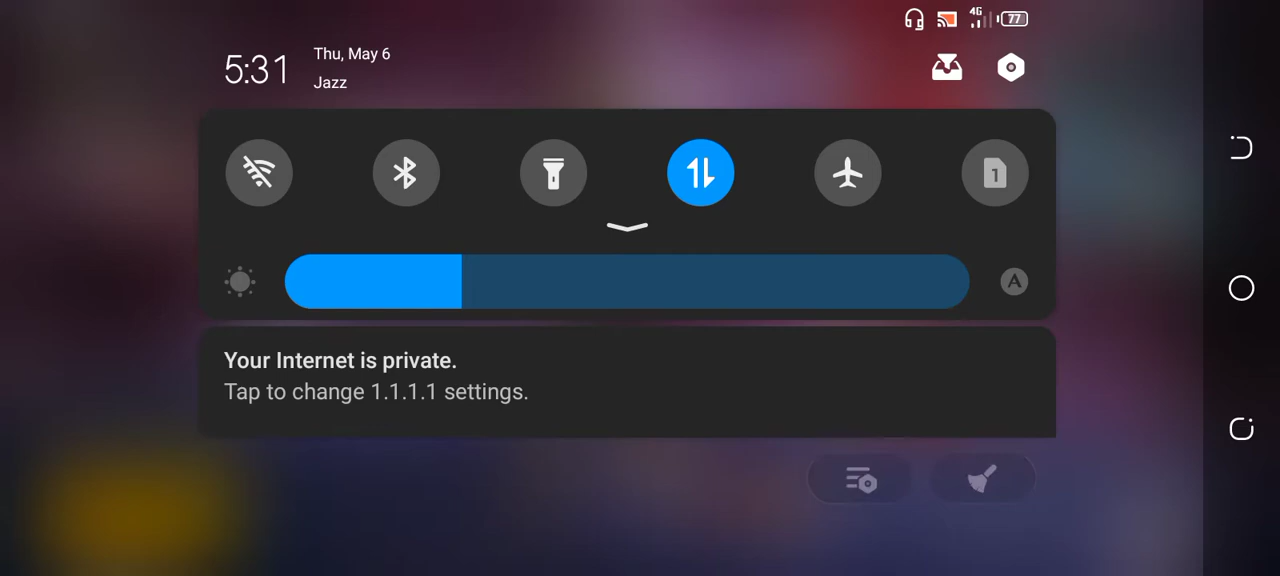 4G
77
5:31
Thu, May 6
Jazz
1
A
Your Internet is private.
Tap to change 1.1.1.1 settings.